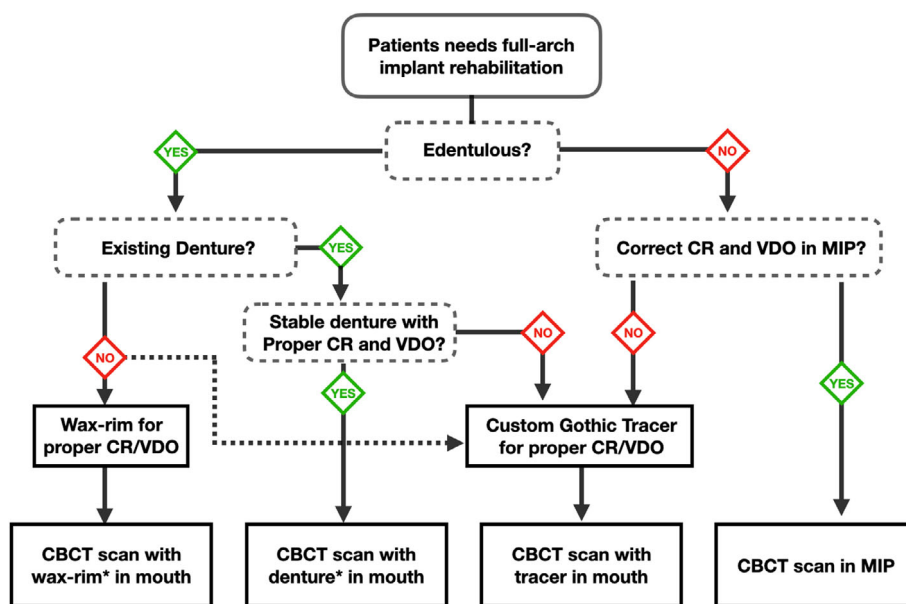 Patients needs full-arch
implant rehabilitation
Edentulous?
YES
NO
Existing Denture?
YES
Correct CR and VDO in MIP?
Stable denture with
Proper CR and VDO?
NO
NO
NO
YES
YES
Wax-rim for
proper CR/VDO
Custom Gothic Tracer
for proper CR/VDO
CBCT scan with
wax-rim* in mouth
CBCT scan with
denture* in mouth
CBCT scan with
tracer in mouth
CBCT scan in MIP